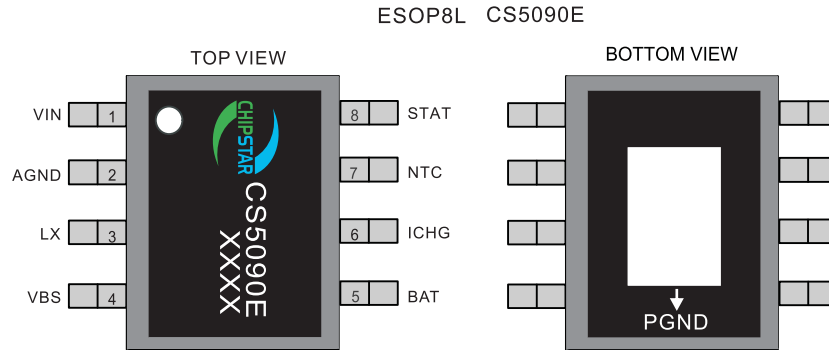 ESOP8L CS5090E
TOP VIEW
BOTTOM VIEW
VIN 1
8 STAT
AGND 2
7 NTC
LX 3
6 ICHG
VBS 4
5 BAT
CHIPSTAR
CS5090E
XXXX
PGND